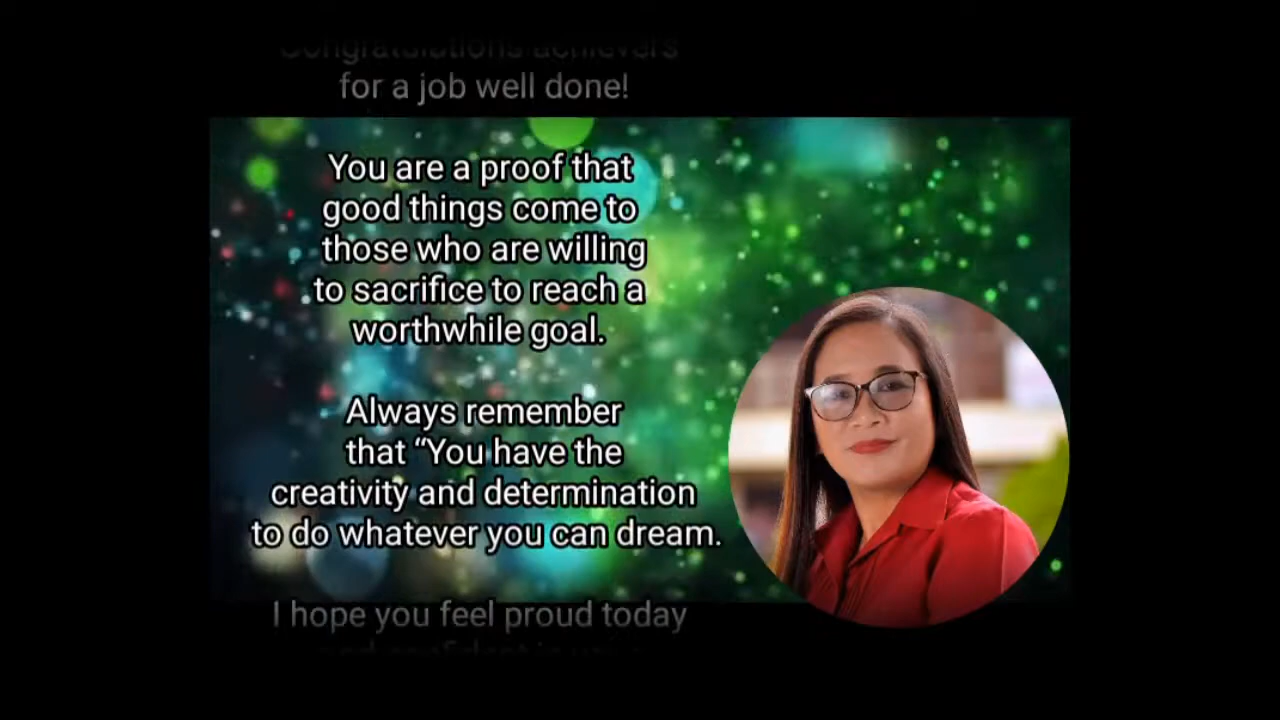 Congratulations achievers
for a job well done!
You are a proof that
good things come to
those who are willing
to sacrifice to reach a
worthwhile goal.
Always remember
that “You have the
creativity and determination
to do whatever you can dream.
I hope you feel proud today